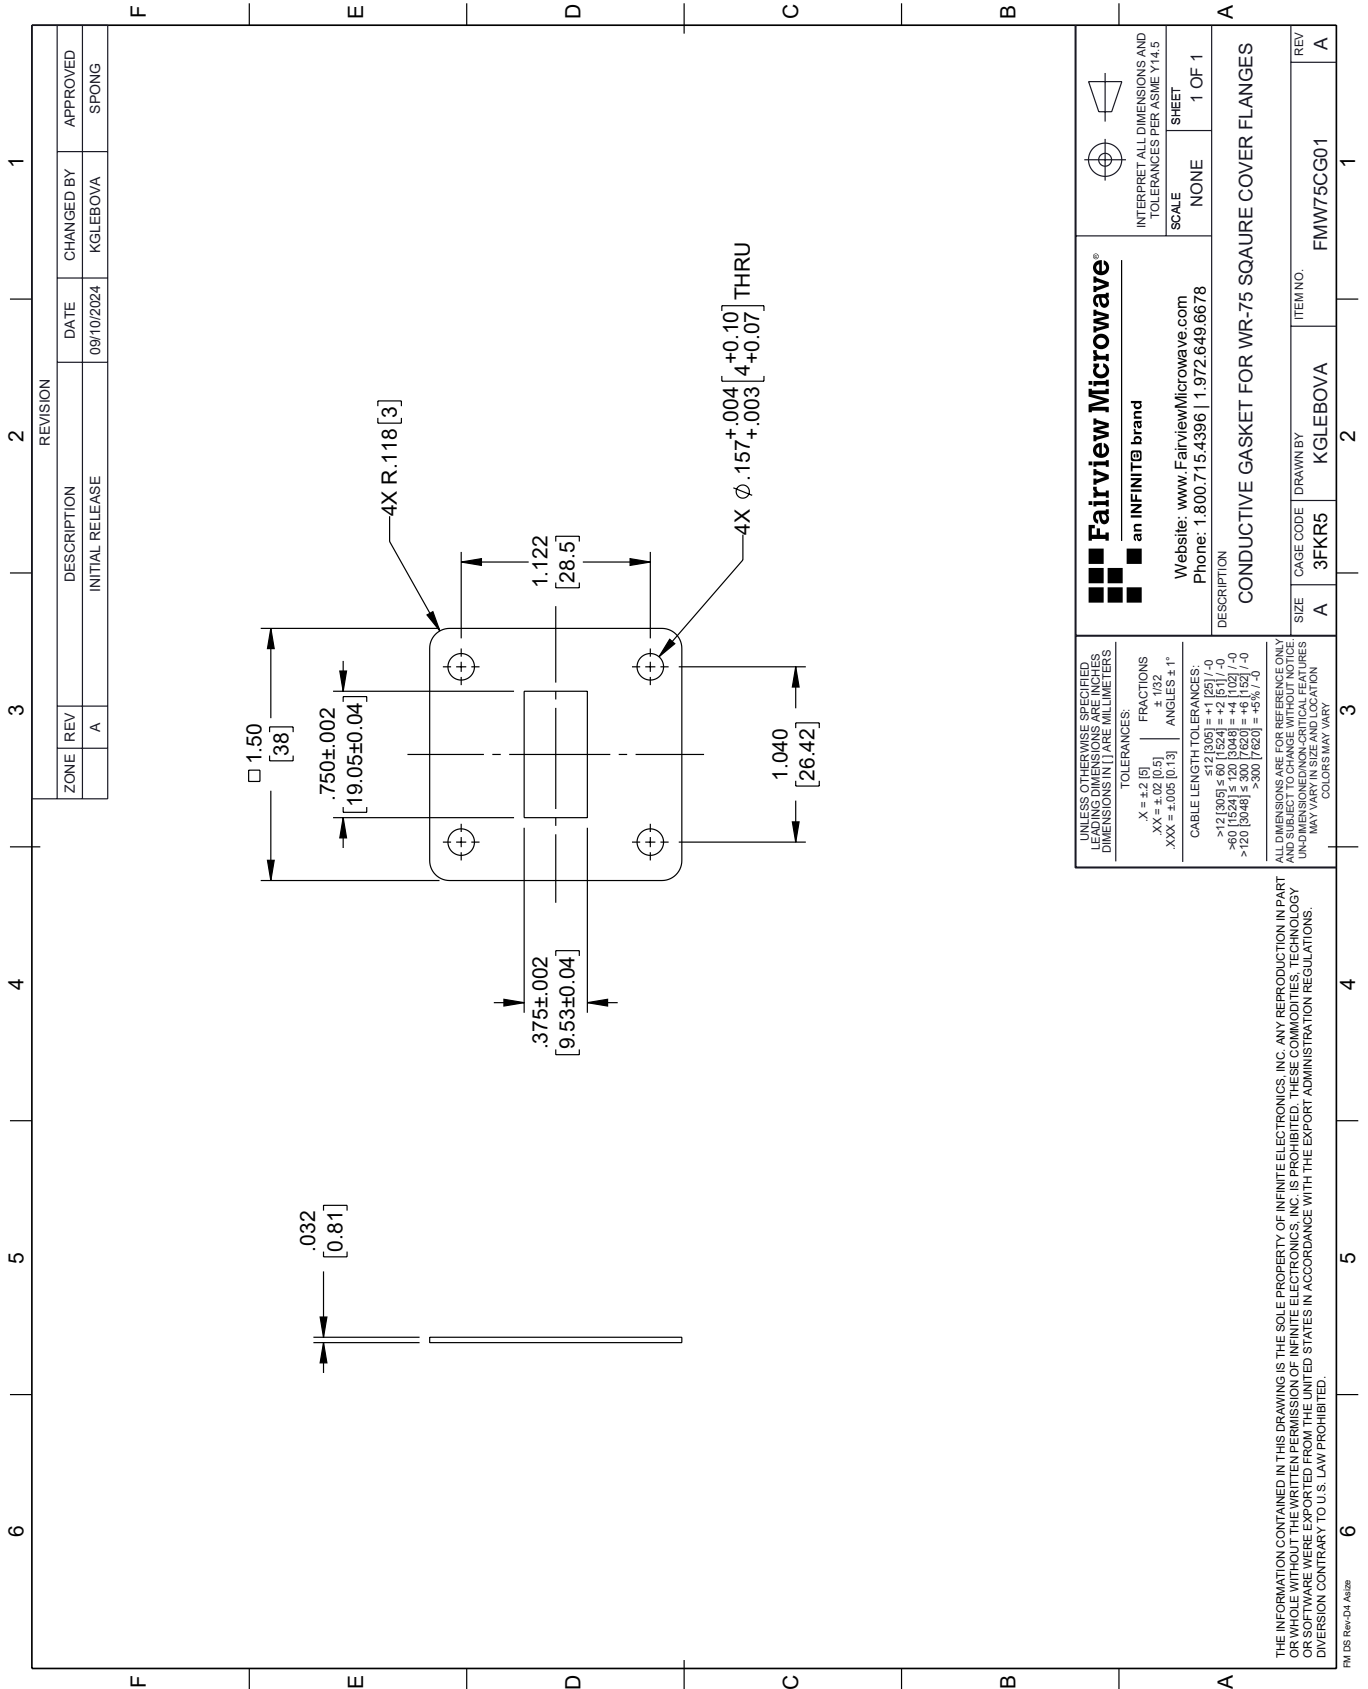 6
5
4
3
2
1
F
E
D
C
B
A
REVISION
ZONE REV DESCRIPTION DATE CHANGED BY APPROVED
A INITIAL RELEASE 09/10/2024 KGLEBOVA SPONG
□ 1.50
[38]
.750±.002
[19.05±0.04]
4X R.118 [3]
.032
[0.81]
.375±.002
[9.53±0.04]
1.122
[28.5]
1.040
[26.42]
4X Ø.157 +.004 +.003 [4 +0.10 +0.07] THRU
THE INFORMATION CONTAINED IN THIS DRAWING IS THE SOLE PROPERTY OF INFINITE ELECTRONICS, INC. ANY REPRODUCTION IN PART
OR WHOLE WITHOUT THE WRITTEN PERMISSION OF INFINITE ELECTRONICS, INC. IS PROHIBITED. THESE COMMODITIES, TECHNOLOGY
OR SOFTWARE WERE EXPORTED FROM THE UNITED STATES IN ACCORDANCE WITH THE EXPORT ADMINISTRATION REGULATIONS.
DIVERSION CONTRARY TO U.S. LAW PROHIBITED.
UNLESS OTHERWISE SPECIFIED
LEADING DIMENSIONS ARE INCHES
DIMENSIONS IN [ ] ARE MILLIMETERS
TOLERANCES:
.X = ±.2 [5]
.XX = ±.02 [0.5]
.XXX = ±.005 [0.13]
FRACTIONS
± 1/32
ANGLES ± 1°
CABLE LENGTH TOLERANCES:
≤12 [305] = +1 [25] / -0
>12 [305] ≤ 60 [1524] = +2 [51] / -0
>60 [1524] ≤ 120 [3048] = +4 [102] / -0
>120 [3048] ≤ 300 [7620] = +6 [152] / -0
>300 [7620] = +5% / -0
ALL DIMENSIONS ARE FOR REFERENCE ONLY
AND SUBJECT TO CHANGE WITHOUT NOTICE.
UN-DIMENSIONED/NON-CRITICAL FEATURES
MAY VARY IN SIZE AND LOCATION
COLORS MAY VARY
Fairview Microwave®
an INFINIT@ brand
Website: www.FairviewMicrowave.com
Phone: 1.800.715.4396 | 1.972.649.6678
INTERPRET ALL DIMENSIONS AND
TOLERANCES PER ASME Y14.5
SCALE
NONE
SHEET
1 OF 1
DESCRIPTION
CONDUCTIVE GASKET FOR WR-75 SQAURE COVER FLANGES
SIZE
A
CAGE CODE
3FKR5
DRAWN BY
KGLEBOVA
ITEM NO.
FMW75CG01
REV
A
F
E
D
C
B
A
6
5
4
3
2
1
FM DS Rev-D4 Asize